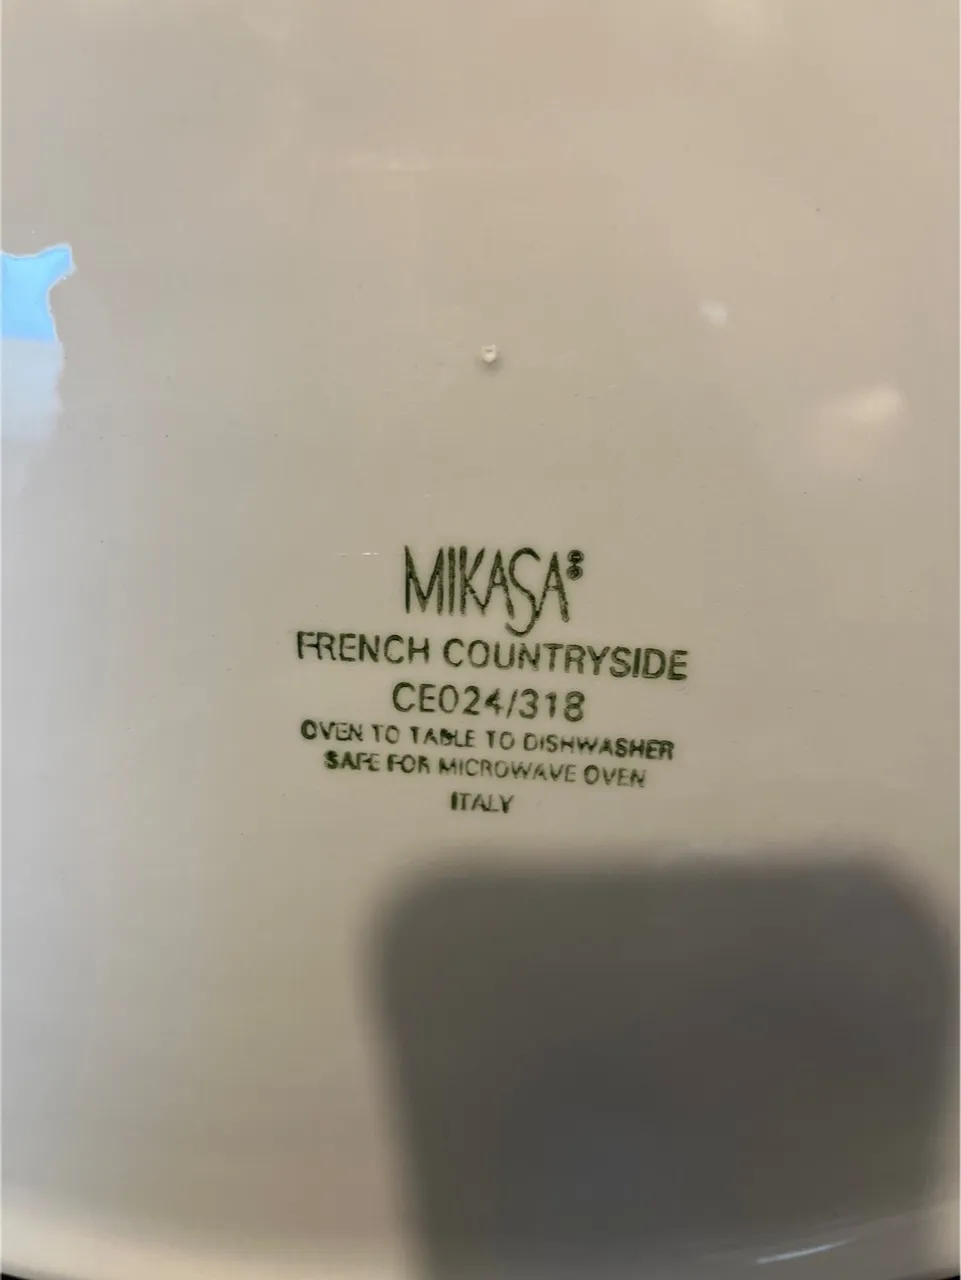 MIKASA
FRENCH COUNTRYSIDE
CE024/318
OVEN TO TABLE TO DISHWASHER
SAFE FOR MICROWAVE OVEN
ITALY